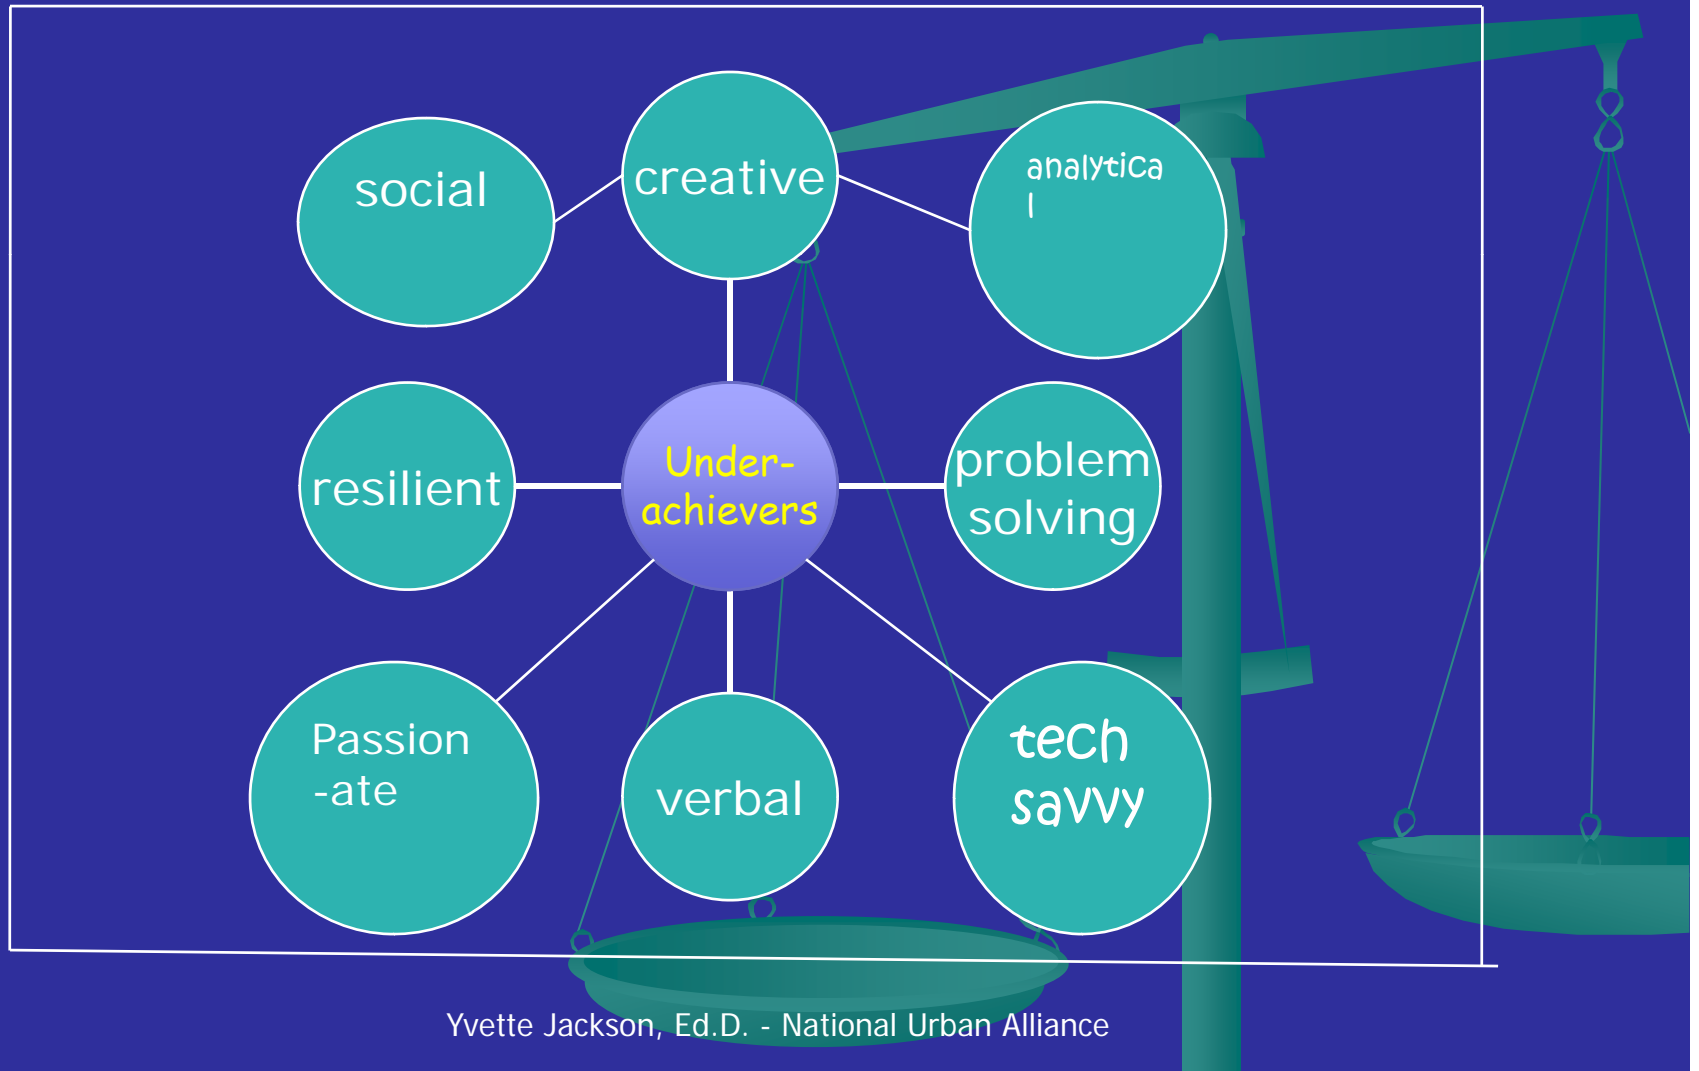 social
creative
analytica
l
resilient
Under-
achievers
problem
solving
Passion
-ate
verbal
tech
savvy
Yvette Jackson, Ed.D. - National Urban Alliance